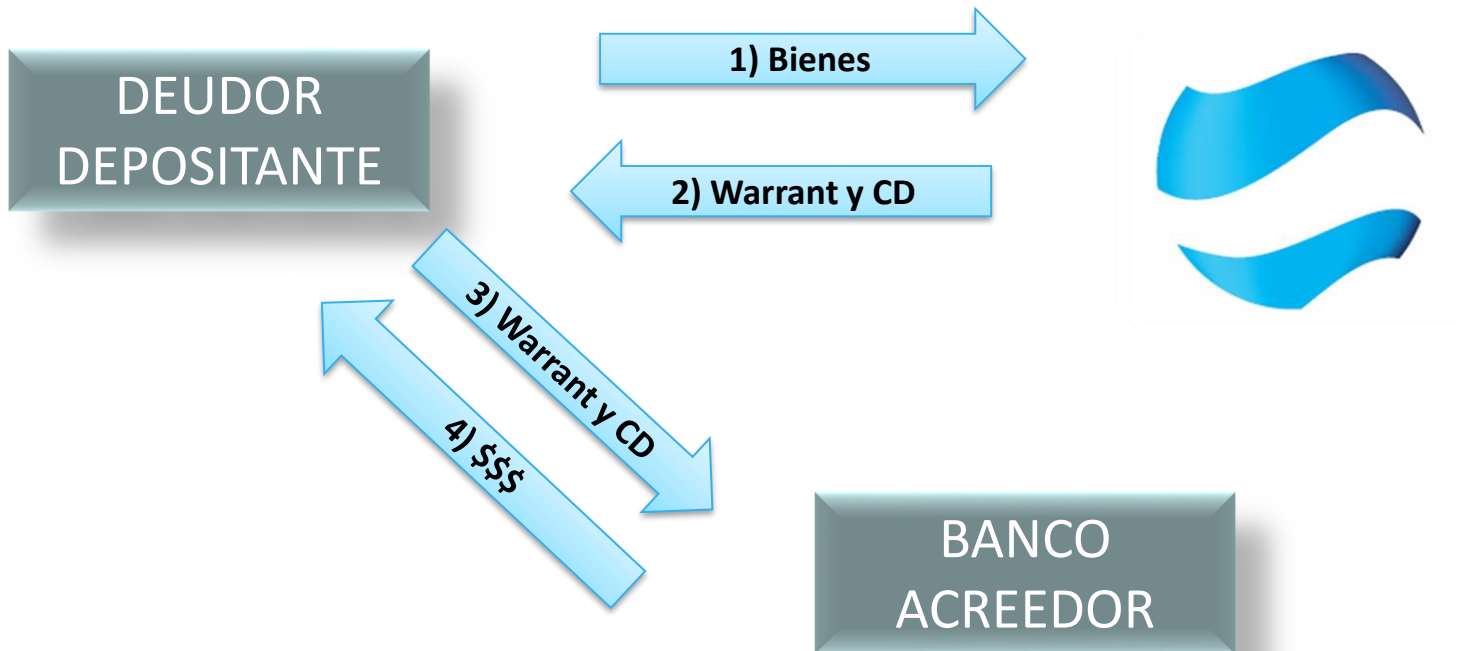 1) Bienes
DEUDOR
DEPOSITANTE
2) Warrant y CD
3) Warrant y CD
4) $$$
BANCO
ACREEDOR